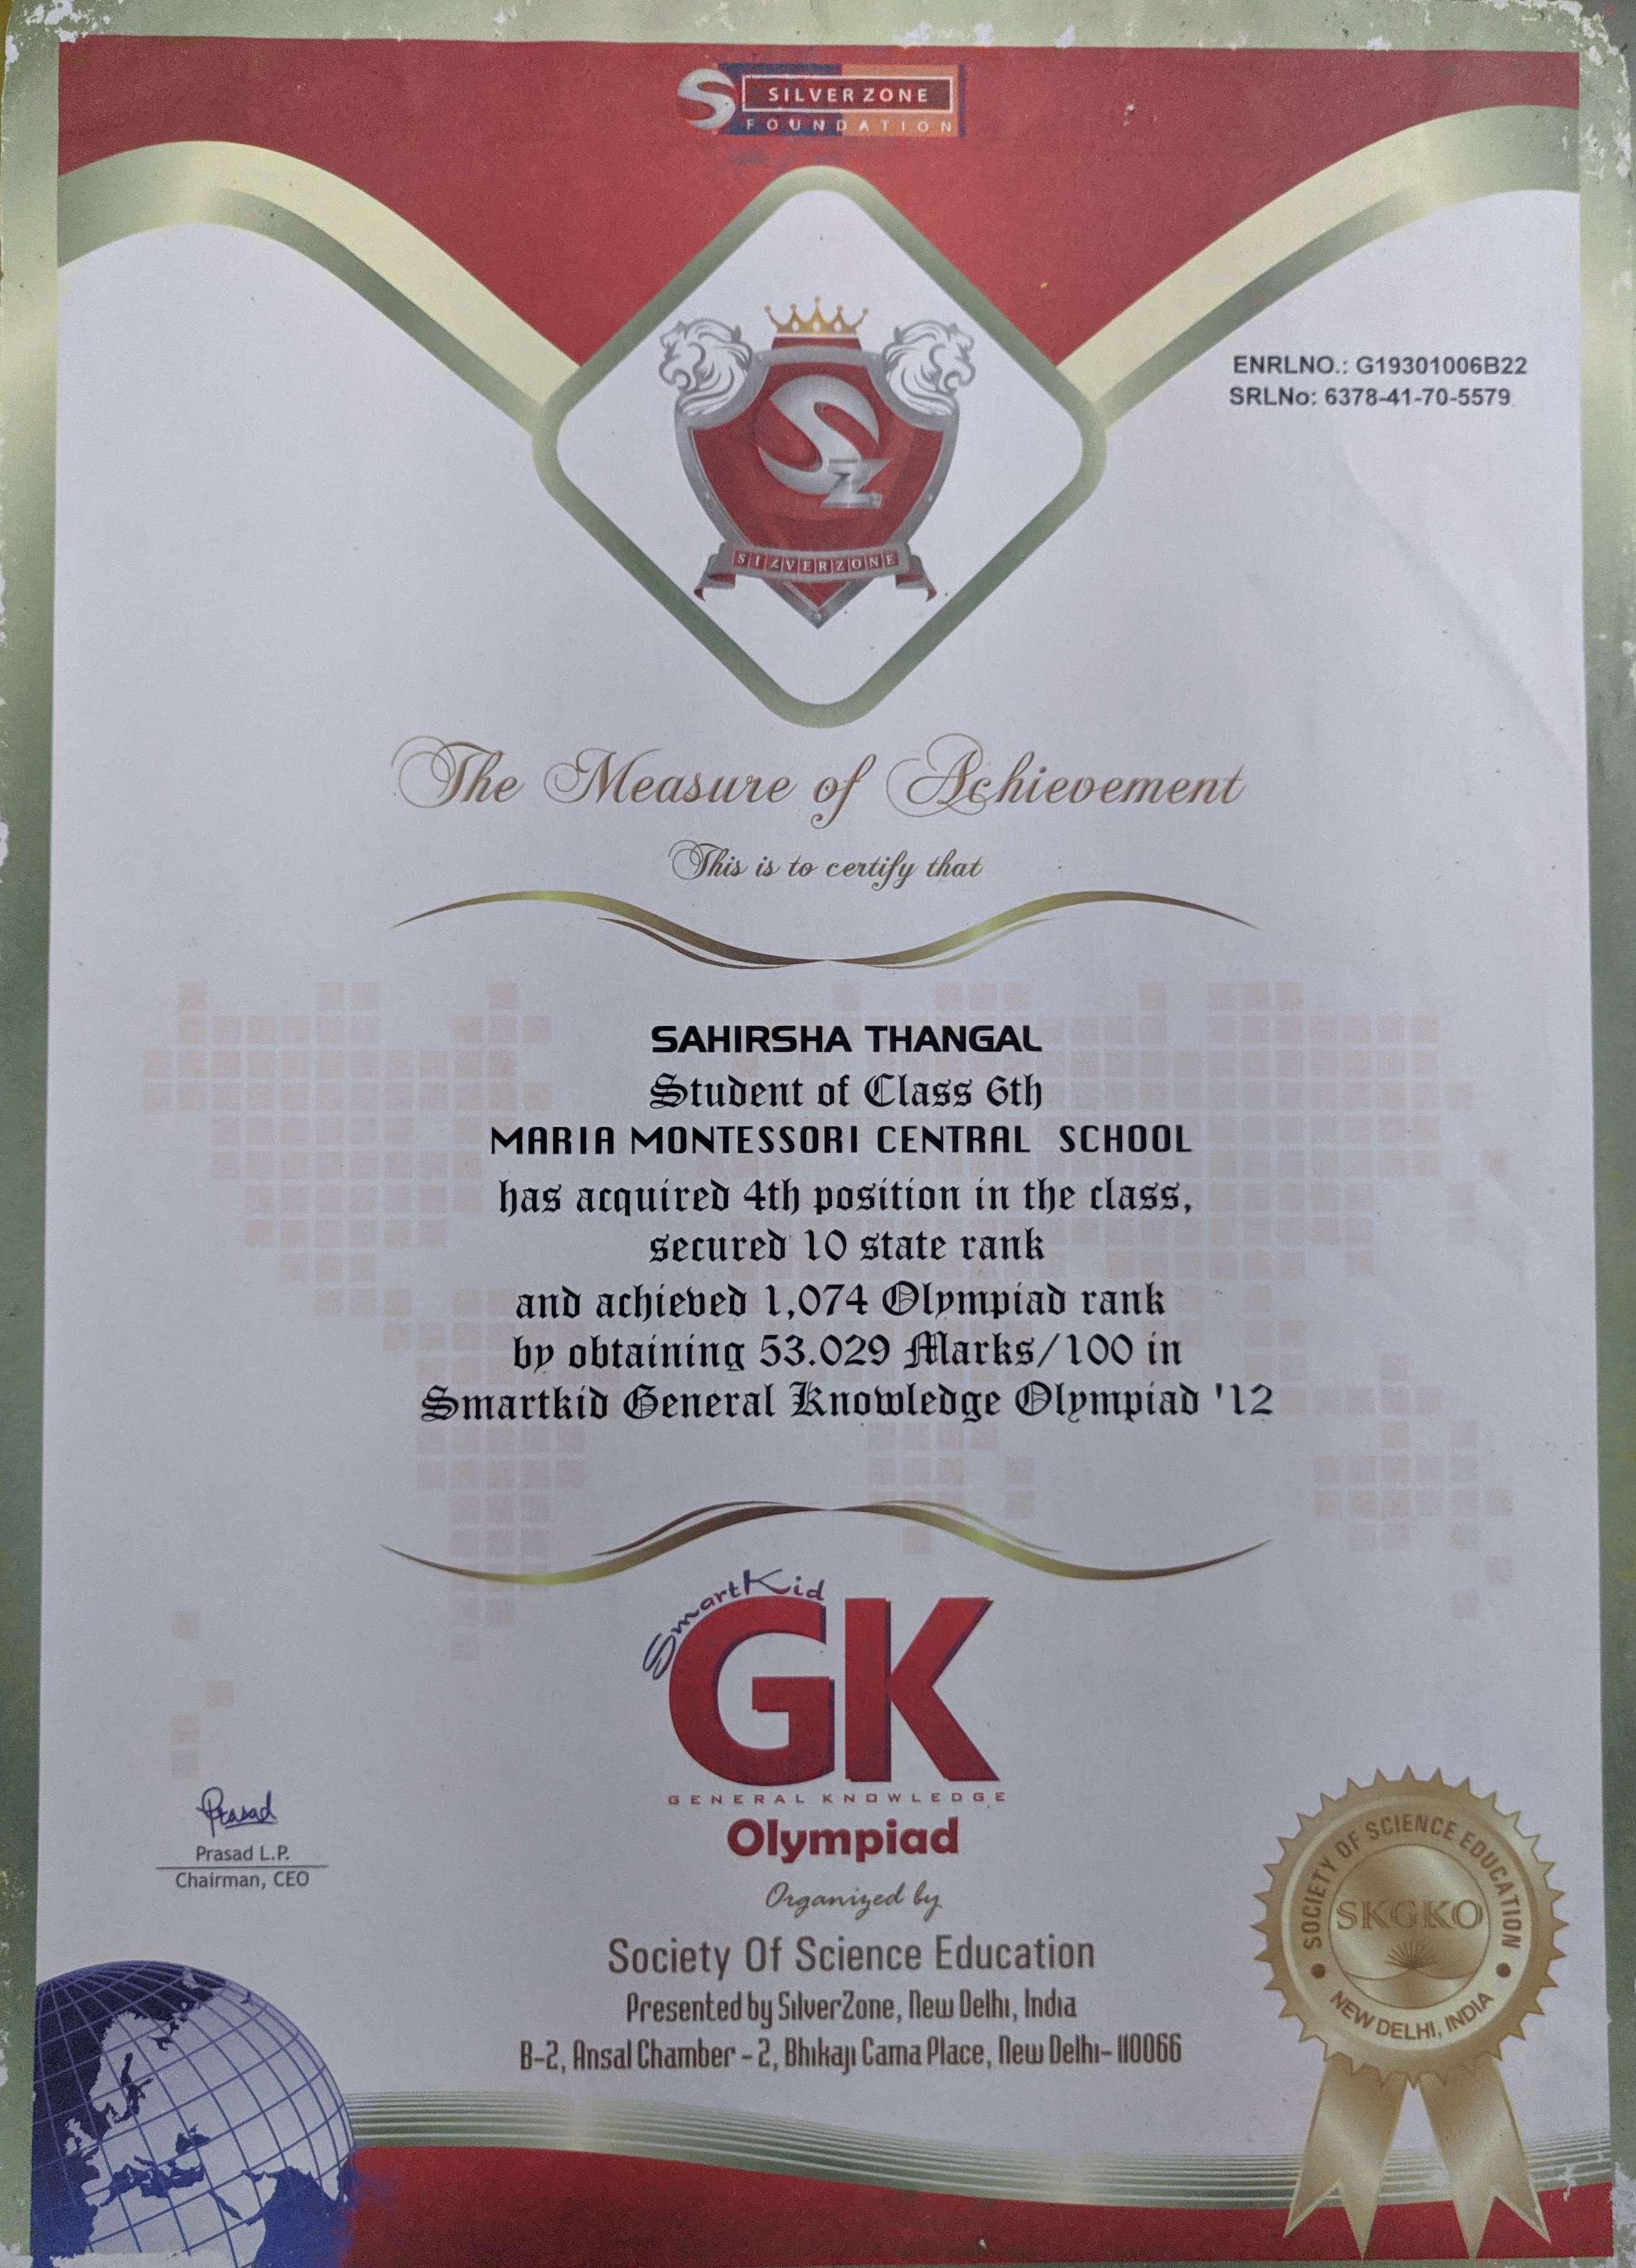 SILVERZONE
FOUNDATION
ENRLNO.: G19301006B22
SRLNo: 6378-41-70-5579
SZ
SILVERZONE
The Measure of Achievement
This is to certify that
SAHIRSHA THANGAL
Student of Class 6th
MARIA MONTESSORI CENTRAL SCHOOL
has acquired 4th position in the class,
secured 10 state rank
and achieved 1,074 Olympiad rank
by obtaining 53.029 Marks/100 in
Smartkid General Knowledge Olympiad '12
SmartKid
GK
GENERAL KNOWLEDGE
Olympiad
Prasad
Prasad L.P.
Chairman, CEO
Organized by
Society Of Science Education
Presented by SilverZone, New Delhi, India
B-2, Ansal Chamber - 2, Bhikaji Cama Place, New Delhi- 110066
SOCIETY OF SCIENCE EDUCATION
SKGKO
NEW DELHI, INDIA